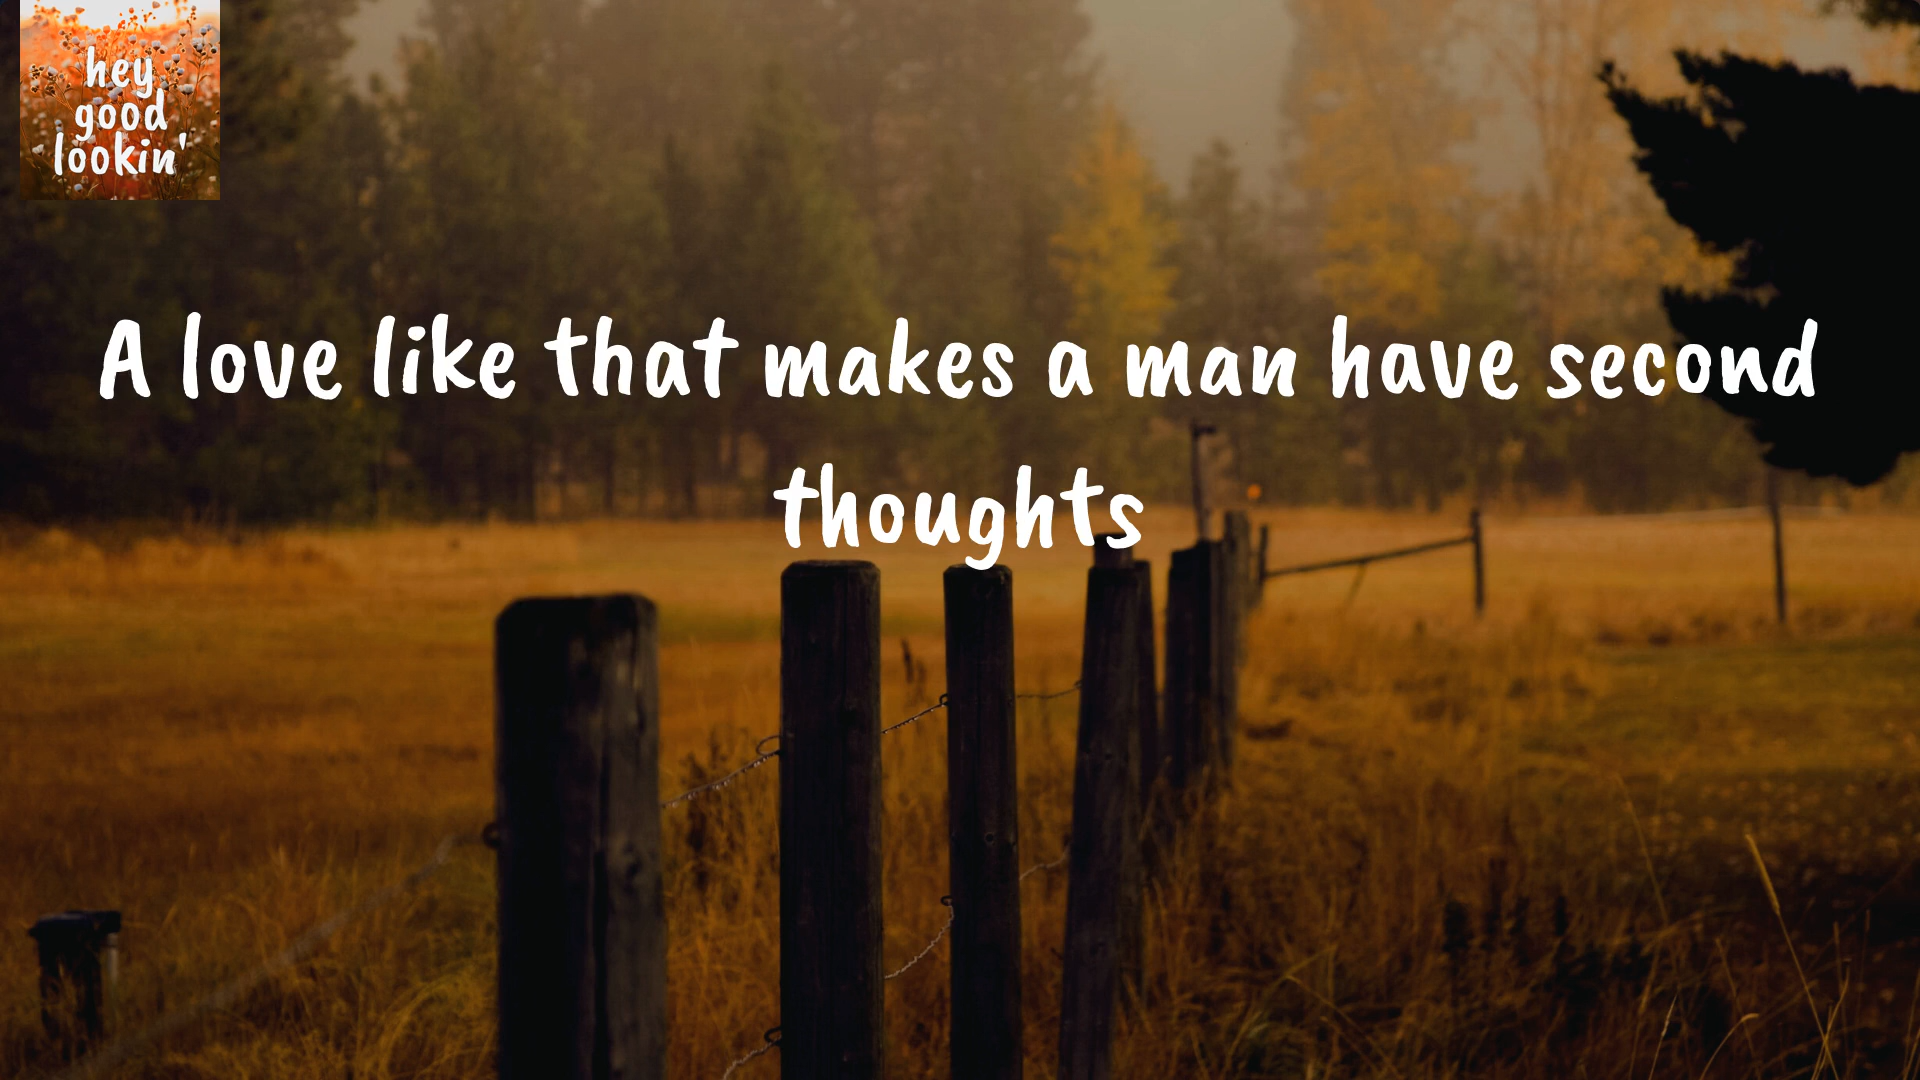 hey
good
lookin'
A love like that makes a man have second
thoughts